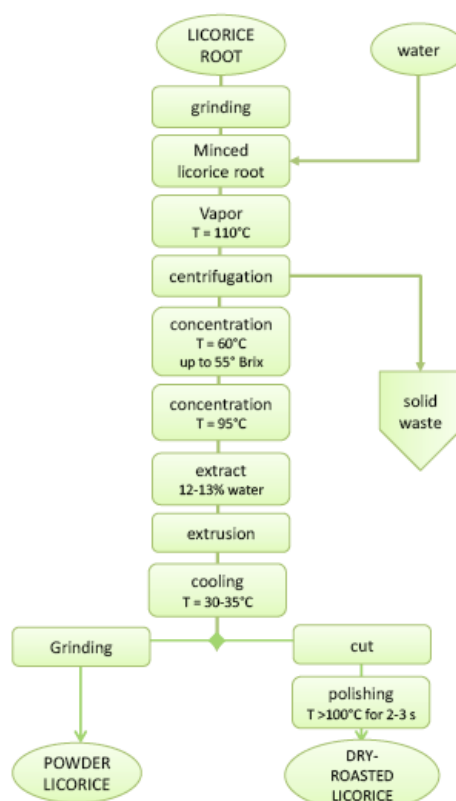 LICORICE
ROOT
water
grinding
Minced
licorice root
Vapor
T = 110°C
centrifugation
concentration
T = 60°C
up to 55° Brix
solid
waste
concentration
T = 95°C
extract
12-13% water
extrusion
cooling
T = 30-35°C
Grinding
cut
polishing
T >100°C for 2-3 s
POWDER
LICORICE
DRY-
ROASTED
LICORICE